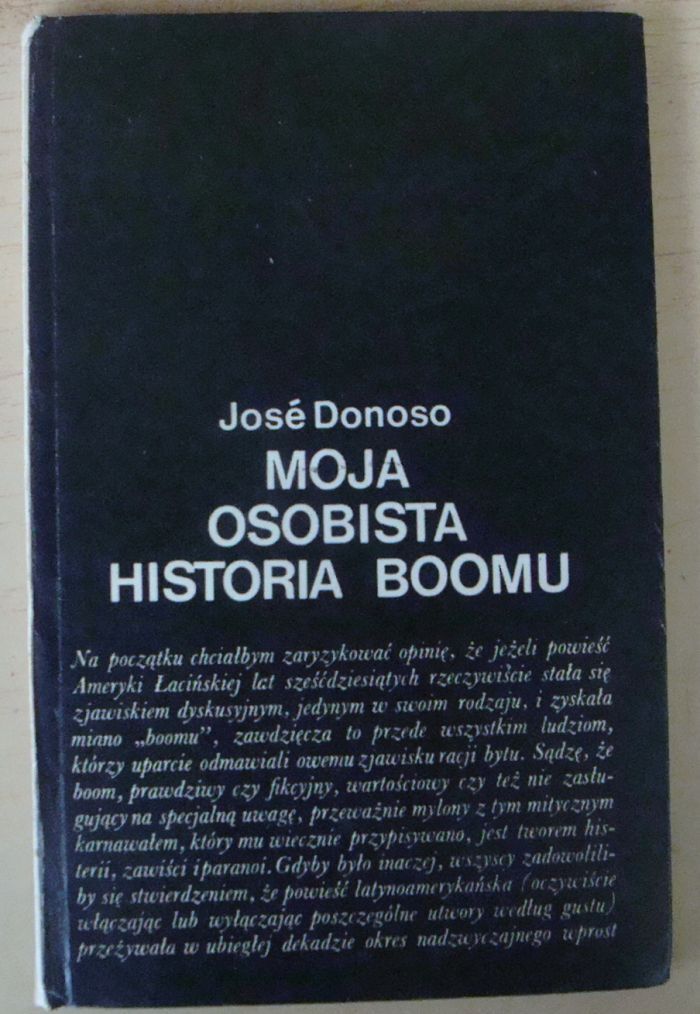 José Donoso
MOJA
OSOBISTA
HISTORIA BOOMU
Na początku chciałbym zaryzykować opinię, że jeżeli powieść
Ameryki Łacińskiej lat sześćdziesiątych rzeczywiście stała się
zjawiskiem dyskusyjnym, jedynym w swoim rodzaju, i zyskała
miano „boomu”, zawdzięcza to przede wszystkim ludziom,
którzy uparcie odmawiali owemu zjawisku racji bytu. Sądzę, że
boom, prawdziwy czy fikcyjny, wartościowy czy też nie zasłu-
gujący na specjalną uwagę, przeważnie mylony z tym mitycznym
karnawałem, który mu wiecznie przypisywano, jest tworem his-
terii, zawiści i paranoi. Gdyby było inaczej, wszyscy zadowolili-
by się stwierdzeniem, że powieść latynoamerykańska (oczywiście
włączając lub wyłączając poszczególne utwory według gustu)
przeżywała w ubiegłej dekadzie okres nadzwyczajnego wprost